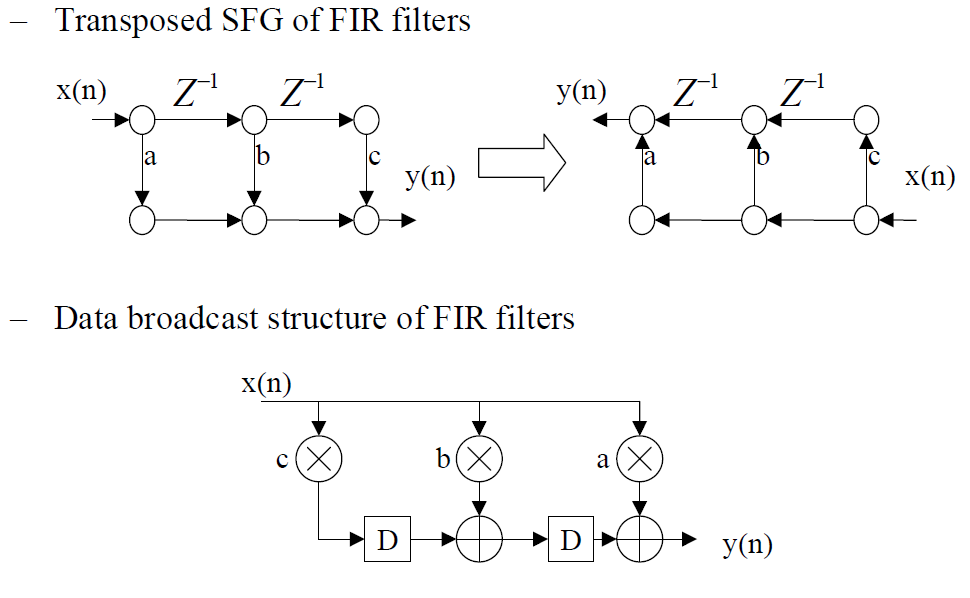 – Transposed SFG of FIR filters
x(n) Z⁻¹ Z⁻¹
a b c
y(n)
y(n) Z⁻¹ Z⁻¹
a b c
x(n)
– Data broadcast structure of FIR filters
x(n)
c b a
D D y(n)